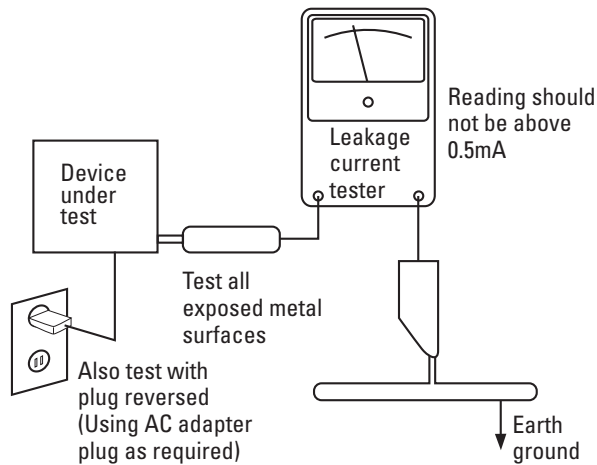 Leakage
current
tester
Reading should
not be above
0.5mA
Device
under
test
Test all
exposed metal
surfaces
Also test with
plug reversed
(Using AC adapter
plug as required)
Earth
ground